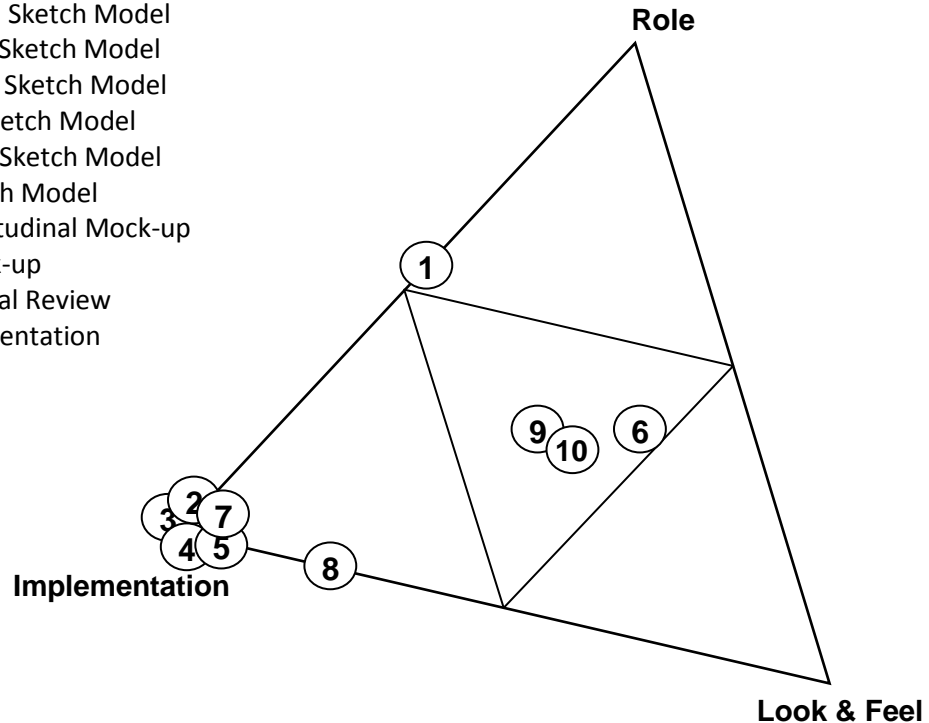 Sketch Model
Sketch Model
Sketch Model
etch Model
Sketch Model
h Model
tudinal Mock-up
-up
al Review
entation
Role
1
9
10
6
2
3
7
4
5
8
Implementation
Look & Feel